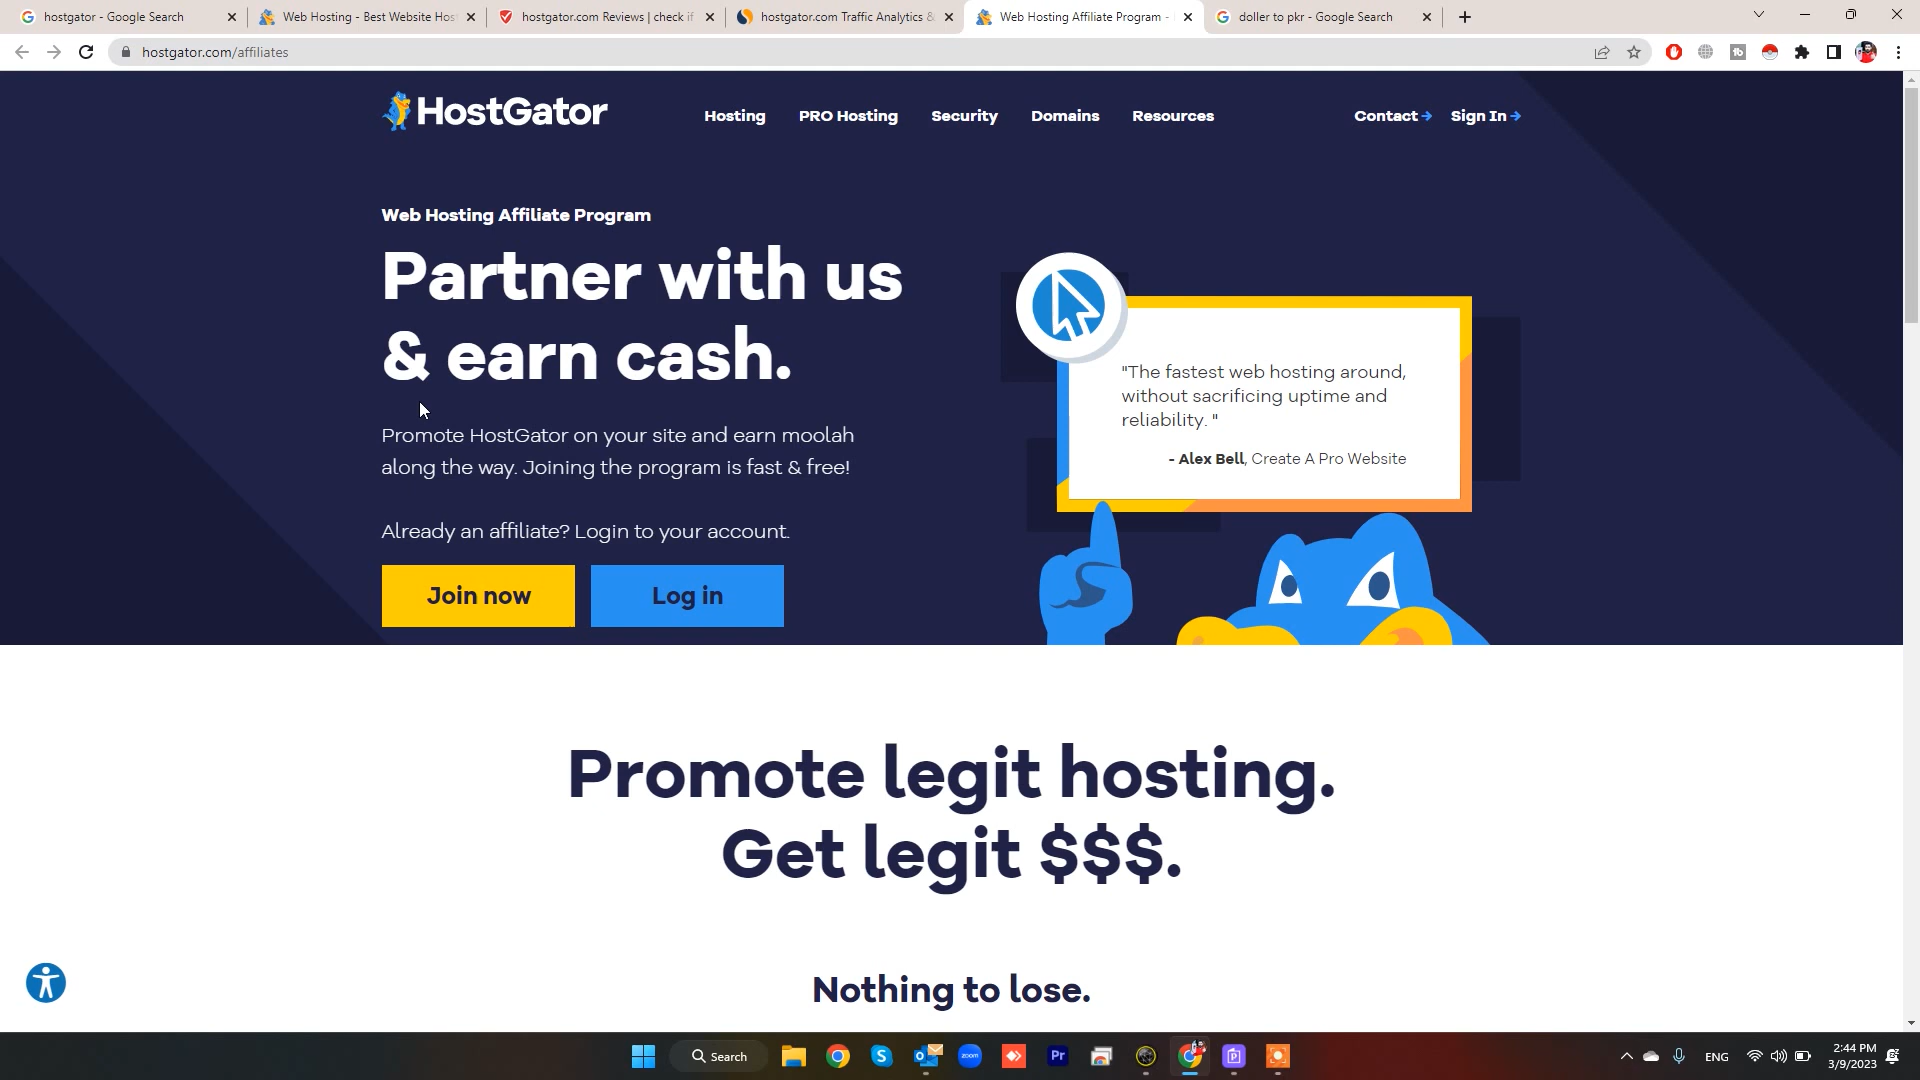 hostgator - Google Search
Web Hosting - Best Website Hos
hostgator.com Reviews | check if
hostgator.com Traffic Analytics &
Web Hosting Affiliate Program -
doller to pkr - Google Search
hostgator.com/affiliates
HostGator
Hosting
PRO Hosting
Security
Domains
Resources
Contact
Sign In
Web Hosting Affiliate Program
Partner with us
& earn cash.
Promote HostGator on your site and earn moolah
along the way. Joining the program is fast & free!
Already an affiliate? Login to your account.
Join now
Log in
"The fastest web hosting around,
without sacrificing uptime and
reliability. "
- Alex Bell, Create A Pro Website
Promote legit hosting.
Get legit $$$.
Nothing to lose.
Search
zoom
Pr
ENG
2:44 PM
3/9/2023